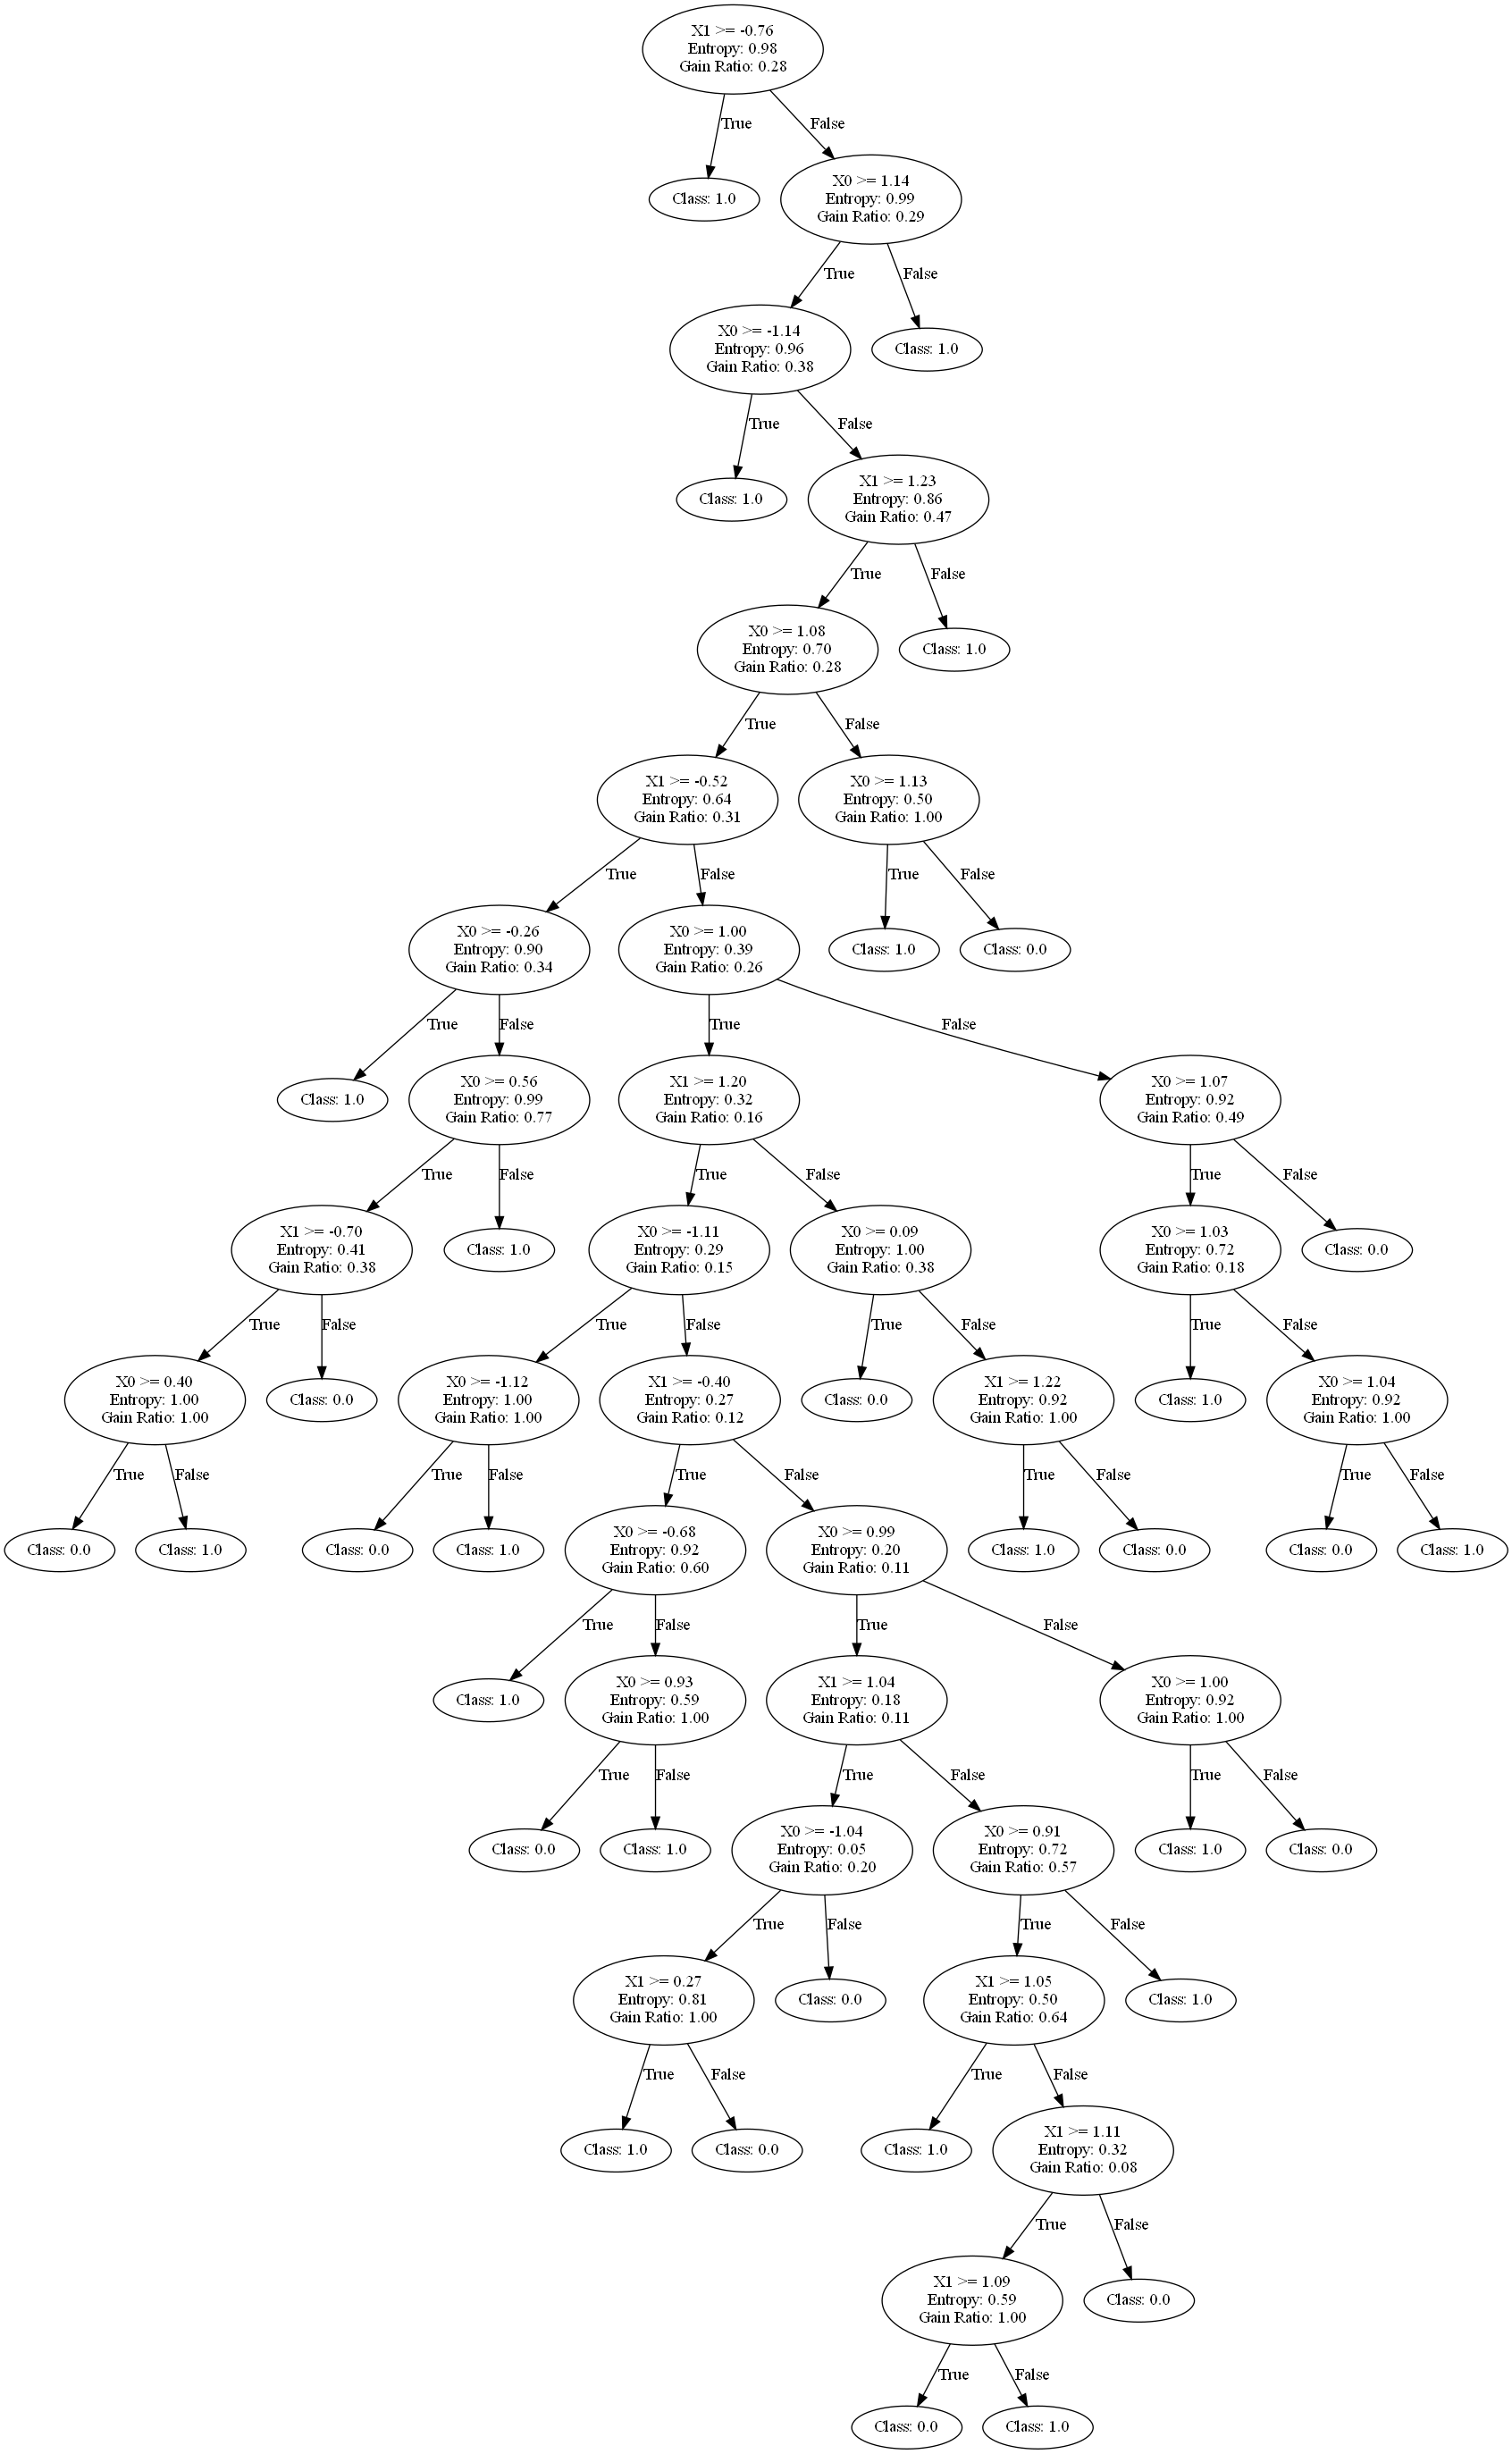 X1 >= -0.76
Entropy: 0.98
Gain Ratio: 0.28
True
False
Class: 1.0
X0 >= 1.14
Entropy: 0.99
Gain Ratio: 0.29
True
False
X0 >= -1.14
Entropy: 0.96
Gain Ratio: 0.38
Class: 1.0
True
False
Class: 1.0
X1 >= 1.23
Entropy: 0.86
Gain Ratio: 0.47
True
False
X0 >= 1.08
Entropy: 0.70
Gain Ratio: 0.28
Class: 1.0
True
False
X1 >= -0.52
Entropy: 0.64
Gain Ratio: 0.31
X0 >= 1.13
Entropy: 0.50
Gain Ratio: 1.00
True
False
True
False
X0 >= -0.26
Entropy: 0.90
Gain Ratio: 0.34
X0 >= 1.00
Entropy: 0.39
Gain Ratio: 0.26
Class: 1.0
Class: 0.0
True
False
True
False
Class: 1.0
X0 >= 0.56
Entropy: 0.99
Gain Ratio: 0.77
X1 >= 1.20
Entropy: 0.32
Gain Ratio: 0.16
X0 >= 1.07
Entropy: 0.92
Gain Ratio: 0.49
True
False
True
False
True
False
X1 >= -0.70
Entropy: 0.41
Gain Ratio: 0.38
Class: 1.0
X0 >= -1.11
Entropy: 0.29
Gain Ratio: 0.15
X0 >= 0.09
Entropy: 1.00
Gain Ratio: 0.38
X0 >= 1.03
Entropy: 0.72
Gain Ratio: 0.18
Class: 0.0
True
False
True
False
True
False
True
False
X0 >= 0.40
Entropy: 1.00
Gain Ratio: 1.00
Class: 0.0
X0 >= -1.12
Entropy: 1.00
Gain Ratio: 1.00
X1 >= -0.40
Entropy: 0.27
Gain Ratio: 0.12
Class: 0.0
X1 >= 1.22
Entropy: 0.92
Gain Ratio: 1.00
Class: 1.0
X0 >= 1.04
Entropy: 0.92
Gain Ratio: 1.00
True
False
True
False
True
False
True
False
True
False
Class: 0.0
Class: 1.0
Class: 0.0
Class: 1.0
X0 >= -0.68
Entropy: 0.92
Gain Ratio: 0.60
X0 >= 0.99
Entropy: 0.20
Gain Ratio: 0.11
Class: 1.0
Class: 0.0
Class: 0.0
Class: 1.0
True
False
True
False
Class: 1.0
X0 >= 0.93
Entropy: 0.59
Gain Ratio: 1.00
X1 >= 1.04
Entropy: 0.18
Gain Ratio: 0.11
X0 >= 1.00
Entropy: 0.92
Gain Ratio: 1.00
True
False
True
False
True
False
Class: 0.0
Class: 1.0
X0 >= -1.04
Entropy: 0.05
Gain Ratio: 0.20
X0 >= 0.91
Entropy: 0.72
Gain Ratio: 0.57
Class: 1.0
Class: 0.0
True
False
True
False
X1 >= 0.27
Entropy: 0.81
Gain Ratio: 1.00
Class: 0.0
X1 >= 1.05
Entropy: 0.50
Gain Ratio: 0.64
Class: 1.0
True
False
True
False
Class: 1.0
Class: 0.0
Class: 1.0
X1 >= 1.11
Entropy: 0.32
Gain Ratio: 0.08
True
False
X1 >= 1.09
Entropy: 0.59
Gain Ratio: 1.00
Class: 0.0
True
False
Class: 0.0
Class: 1.0